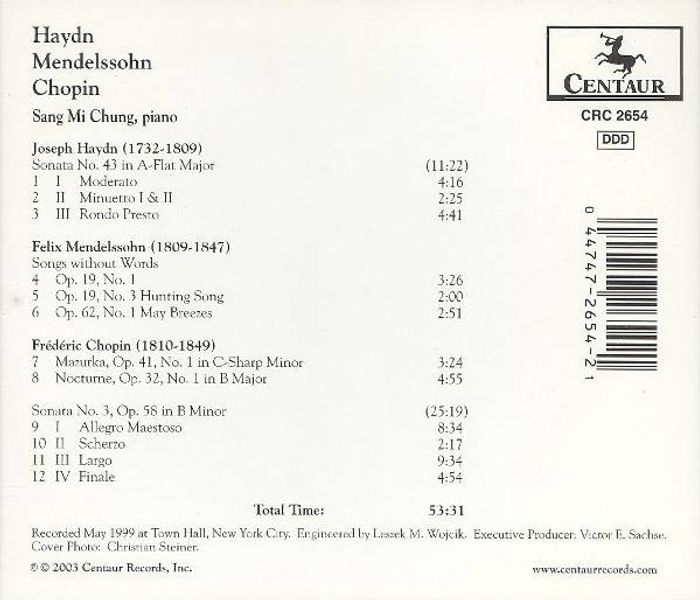 Haydn
Mendelssohn
Chopin
Sang Mi Chung, piano
CENTAUR
CRC 2654
DDD
Joseph Haydn (1732-1809)
Sonata No. 43 in A-Flat Major (11:22)
1 I Moderato 4:16
2 II Minuetto I & II 2:25
3 III Rondo Presto 4:41
Felix Mendelssohn (1809-1847)
Songs without Words
4 Op. 19, No. 1 3:26
5 Op. 19, No. 3 Hunting Song 2:00
6 Op. 62, No. 1 May Breezes 2:51
Frédéric Chopin (1810-1849)
7 Mazurka, Op. 41, No. 1 in C-Sharp Minor 3:24
8 Nocturne, Op. 32, No. 1 in B Major 4:55
Sonata No. 3, Op. 58 in B Minor (25:19)
9 I Allegro Maestoso 8:34
10 II Scherzo 2:17
11 III Largo 9:34
12 IV Finale 4:54
Total Time: 53:31
0 44747-2654-2 1
Recorded May 1999 at Town Hall, New York City. Engineered by Leszek M. Wojcik. Executive Producer: Victor E. Sachse.
Cover Photo: Christian Steiner.
℗ © 2003 Centaur Records, Inc. www.centaurrecords.com